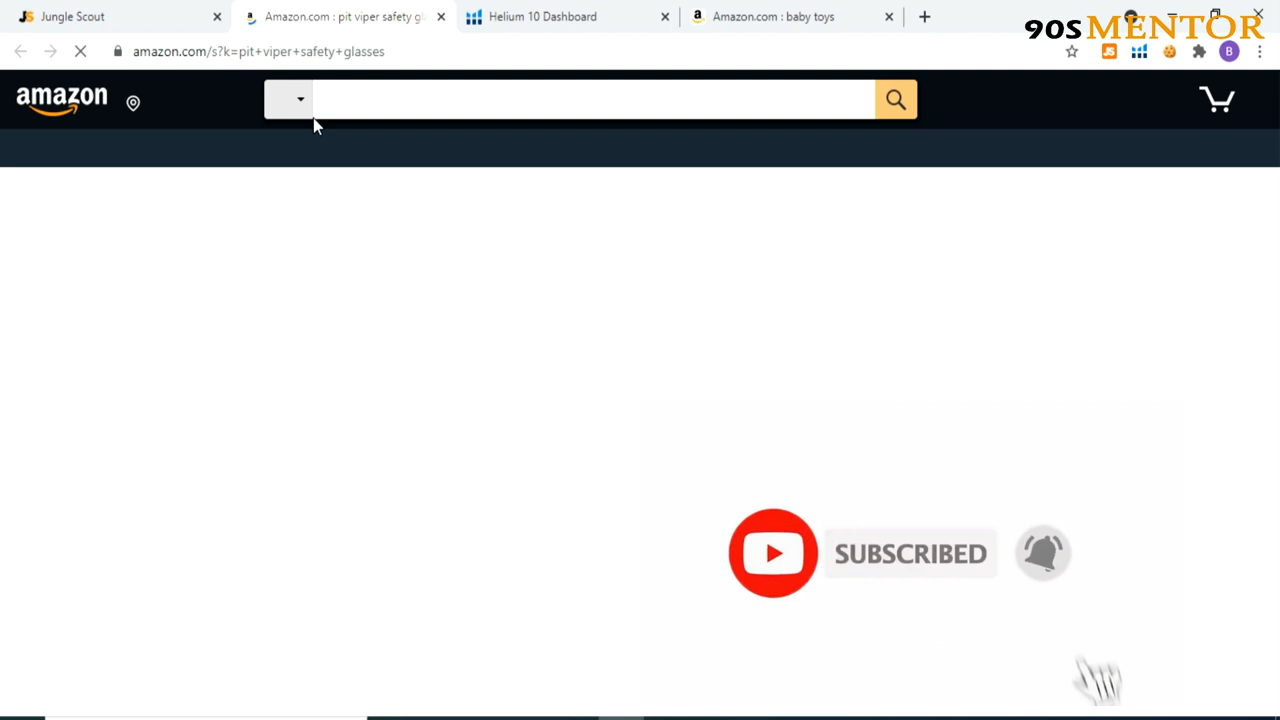 Jungle Scout
Amazon.com : pit viper safety gl
Helium 10 Dashboard
Amazon.com : baby toys
90S MENTOR
amazon.com/s?k=pit+viper+safety+glasses
JS
B
amazon
SUBSCRIBED